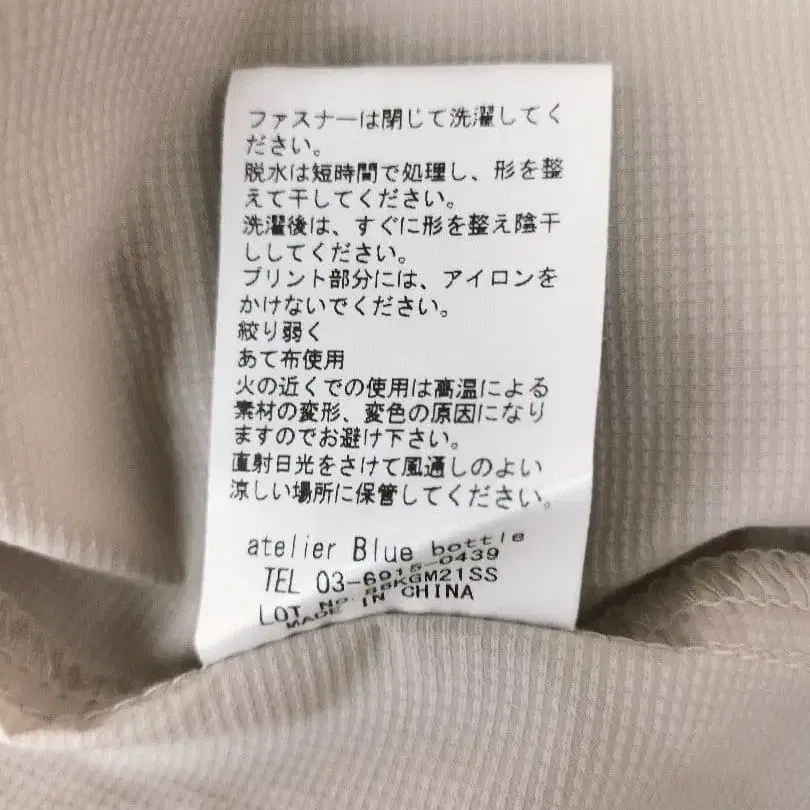 ファスナーは閉じて洗濯してく
ださい。
脱水は短時間で処理し、形を整
えて干してください。
洗濯後は、すぐに形を整え陰干
ししてください。
プリント部分には、アイロンを
かけないでください。
絞り弱く
あて布使用
火の近くでの使用は高温による
素材の変形、変色の原因になり
ますのでお避け下さい。
直射日光をさけて風通しのよい
涼しい場所に保管してください。
atelier Blue bottle
TEL 03-6915-0439
LOT No. S5KGM21SS
MADE IN CHINA